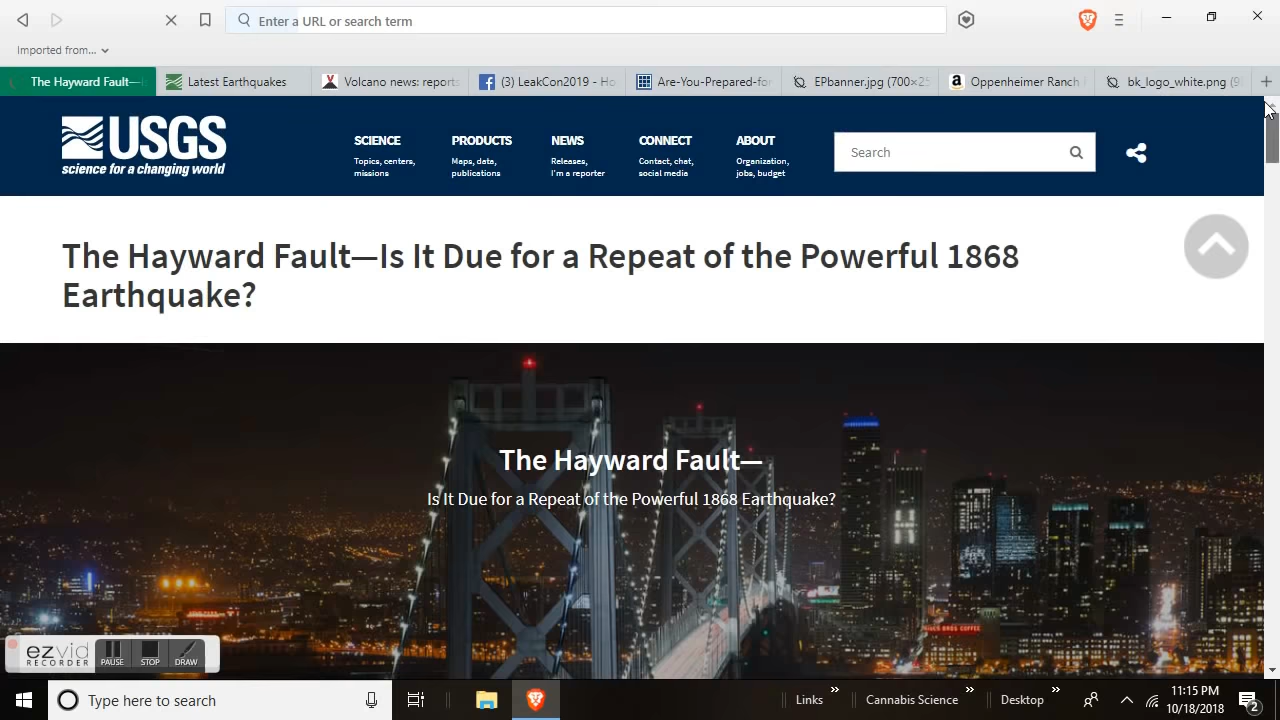 Enter a URL or search term
Imported from...
The Hayward Fault—
Latest Earthquakes
Volcano news: reports
(3) LeakCon2019 - Ho
Are-You-Prepared-for
EPbanner.jpg (700×25
Oppenheimer Ranch
bk_logo_white.png (9
USGS
science for a changing world
SCIENCE
Topics, centers,
missions
PRODUCTS
Maps, data,
publications
NEWS
Releases,
I'm a reporter
CONNECT
Contact, chat,
social media
ABOUT
Organization,
jobs, budget
Search
The Hayward Fault—Is It Due for a Repeat of the Powerful 1868
Earthquake?
The Hayward Fault—
Is It Due for a Repeat of the Powerful 1868 Earthquake?
ezvid
RECORDER
PAUSE
STOP
DRAW
Type here to search
Links
Cannabis Science
Desktop
11:15 PM
10/18/2018
2